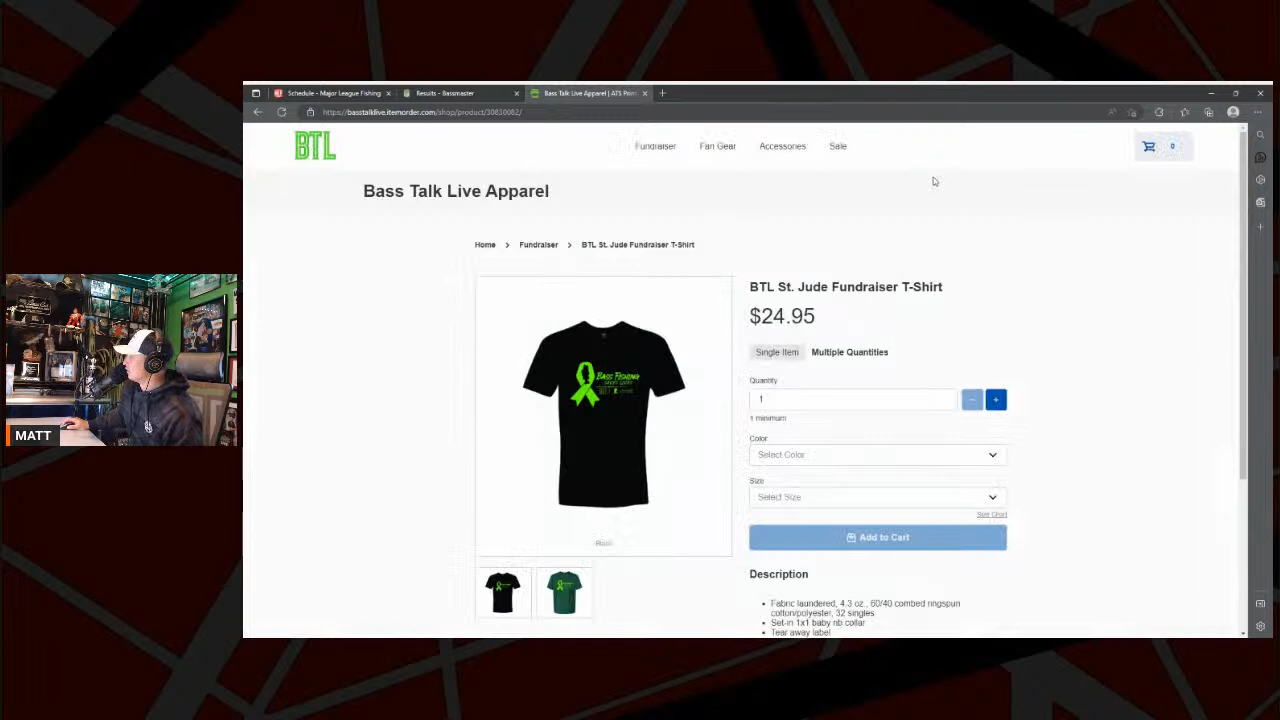 Schedule - Major League Fishing
Results - Bassmaster
Bass Talk Live Apparel | ATS Print
https://basstalklive.itemorder.com/shop/product/30830082/
BTL
Fundraiser
Fan Gear
Accessories
Sale
0
Bass Talk Live Apparel
Home > Fundraiser > BTL St. Jude Fundraiser T-Shirt
BTL St. Jude Fundraiser T-Shirt
$24.95
Single Item
Multiple Quantities
Quantity
1
1 minimum
Color
Select Color
Size
Select Size
Size Chart
Add to Cart
Description
Fabric laundered, 4.3 oz., 60/40 combed ringspun
cotton/polyester, 32 singles
Set-in 1x1 baby rib collar
Tear away label
Bass Fishing
MATT